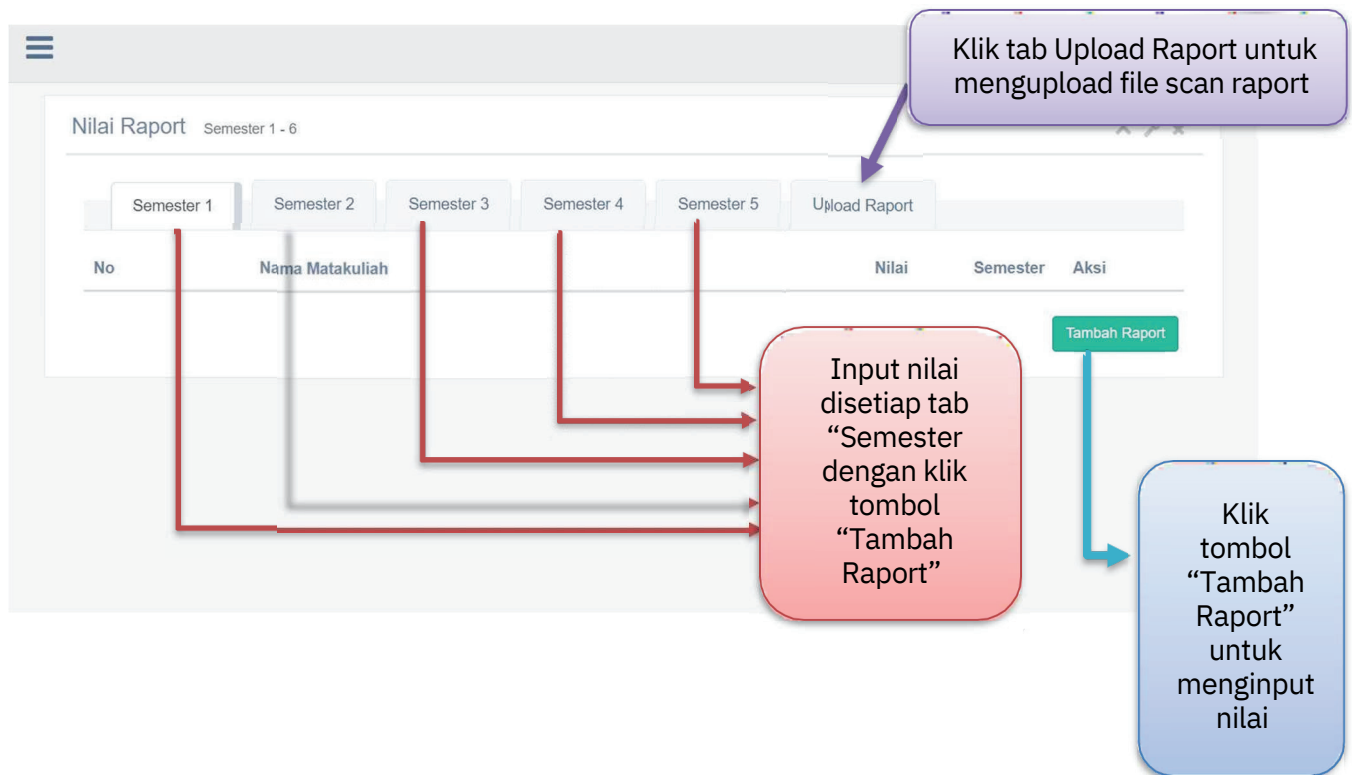 Klik tab Upload Raport untuk
mengupload file scan raport
Nilai Raport Semester 1 - 6
Semester 1 Semester 2 Semester 3 Semester 4 Semester 5 Upload Raport
No Nama Matakuliah Nilai Semester Aksi
Tambah Raport
Input nilai
disetiap tab
“Semester
dengan klik
tombol
“Tambah
Raport”
Klik
tombol
“Tambah
Raport”
untuk
menginput
nilai